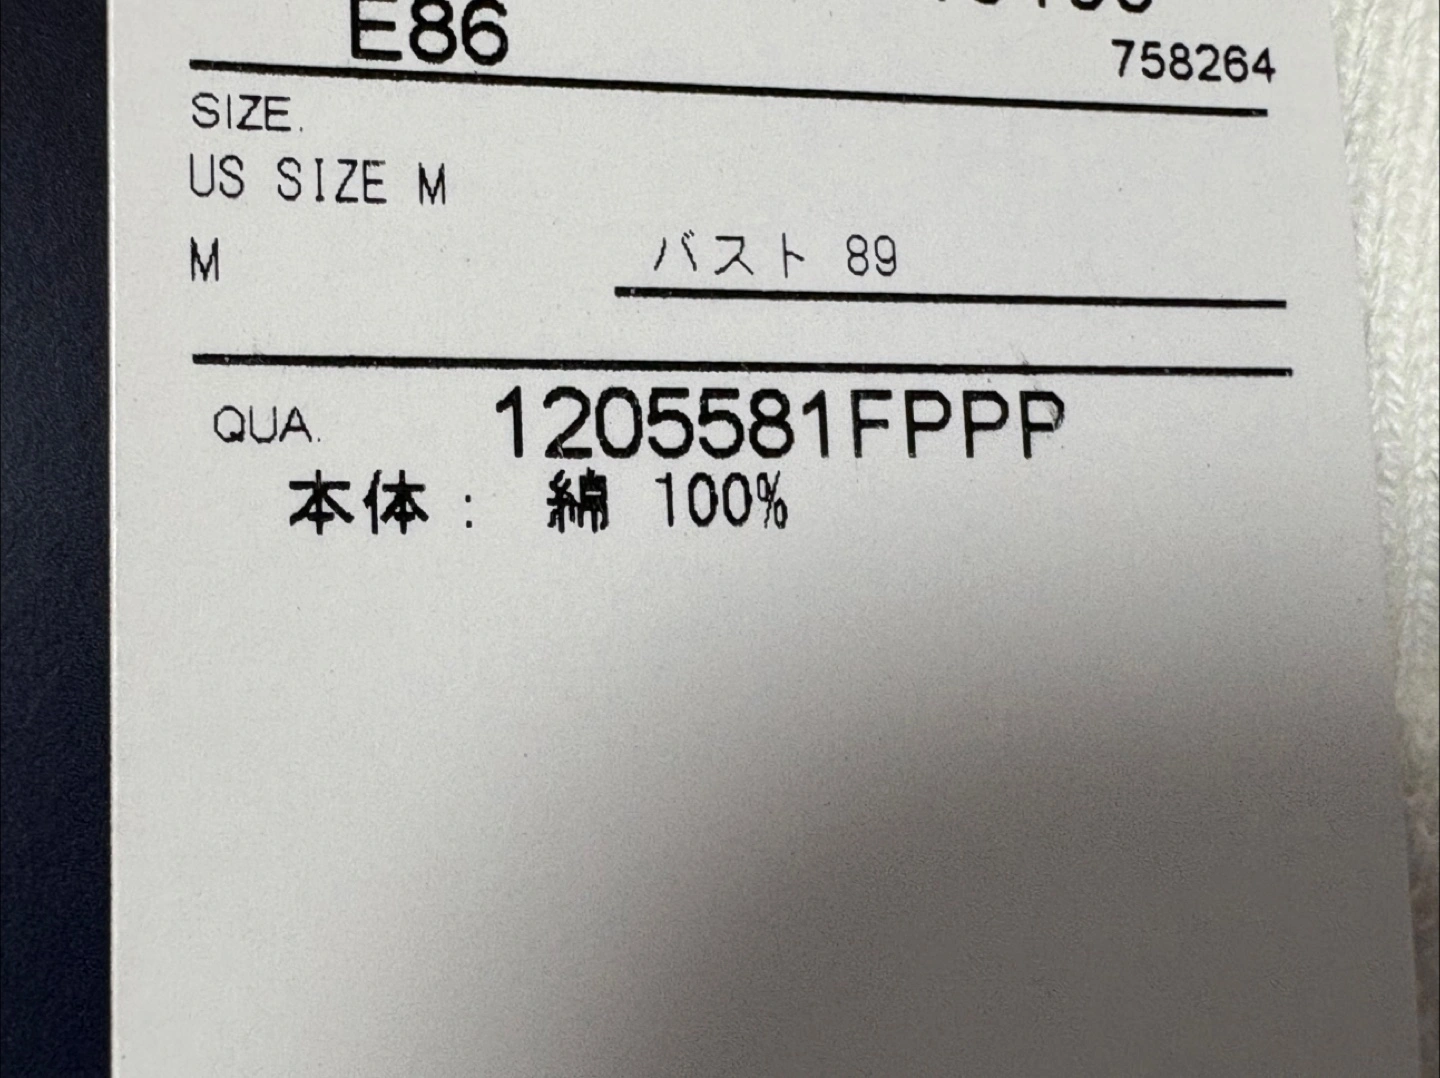 E86
758264
SIZE.
US SIZE M
M バスト 89
QUA. 1205581FPPP
本体： 綿 100%